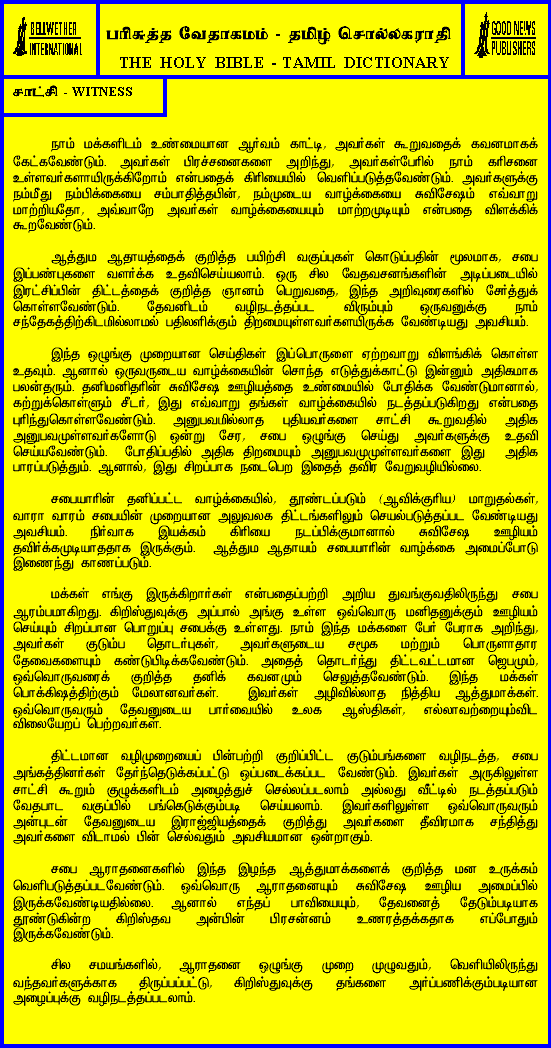 BELLWETHER
INTERNATIONAL
பரிசுத்த வேதாகமம் - தமிழ் சொல்லகராதி
THE HOLY BIBLE - TAMIL DICTIONARY
GOOD NEWS
PUBLISHERS
சாட்சி - WITNESS
நாம் மக்களிடம் உண்மையான ஆர்வம் காட்டி, அவர்கள் கூறுவதைக் கவனமாகக்
கேட்கவேண்டும். அவர்கள் பிரச்சனைகளை அறிந்து, அவர்கள்பேரில் நாம் கரிசனை
உள்ளவர்களாயிருக்கிறோம் என்பதைக் கிரியையில் வெளிப்படுத்தவேண்டும். அவர்களுக்கு
நம்மீது நம்பிக்கையை சம்பாதித்தபின், நம்முடைய வாழ்க்கையை சுவிசேஷம் எவ்வாறு
மாற்றியதோ, அவ்வாறே அவர்கள் வாழ்க்கையையும் மாற்றமுடியும் என்பதை விளக்கிக்
கூறவேண்டும்.
ஆத்தும ஆதாயத்தைக் குறித்த பயிற்சி வகுப்புகள் கொடுப்பதின் மூலமாக, சபை
இப்பண்புகளை வளர்க்க உதவிசெய்யலாம். ஒரு சில வேதவசனங்களின் அடிப்படையில்
இரட்சிப்பின் திட்டத்தைக் குறித்த ஞானம் பெறுவதை, இந்த அறிவுரைகளில் சேர்த்துக்
கொள்ளவேண்டும். தேவனிடம் வழிநடத்தப்பட விரும்பும் ஒருவனுக்கு நாம்
சந்தேகத்திற்கிடமில்லாமல் பதிலளிக்கும் திறமையுள்ளவர்களயிருக்க வேண்டியது அவசியம்.
இந்த ஒழுங்கு முறையான செய்திகள் இப்பொருளை ஏற்றவாறு விளங்கிக் கொள்ள
உதவும். ஆனால் ஒருவருடைய வாழ்க்கையின் சொந்த எடுத்துக்காட்டு இன்னும் அதிகமாக
பலன்தரும். தனிமனிதரின் சுவிசேஷ ஊழியத்தை உண்மையில் போதிக்க வேண்டுமானால்,
கற்றுக்கொள்ளும் சீடர், இது எவ்வாறு தங்கள் வாழ்க்கையில் நடத்தப்படுகிறது என்பதை
புரிந்துகொள்ளவேண்டும். அனுபவமில்லாத புதியவர்களை சாட்சி கூறுவதில் அதிக
அனுபவமுள்ளவர்களோடு ஒன்று சேர, சபை ஒழுங்கு செய்து அவர்களுக்கு உதவி
செய்யவேண்டும். போதிப்பதில் அதிக திறமையும் அனுபவமுமுள்ளவர்களை இது அதிக
பாரப்படுத்தும். ஆனால், இது சிறப்பாக நடைபெற இதைத் தவிர வேறுவழியில்லை.
சபையாரின் தனிப்பட்ட வாழ்க்கையில், தூண்டப்படும் (ஆவிக்குரிய) மாறுதல்கள்,
வாரா வாரம் சபையின் முறையான அலுவலக திட்டங்களிலும் செயல்படுத்தப்பட வேண்டியது
அவசியம். நிர்வாக இயக்கம் கிரியை நடப்பிக்குமானால் சுவிசேஷ ஊழியம்
தவிர்க்கமுடியாததாக இருக்கும். ஆத்தும ஆதாயம் சபையாரின் வாழ்க்கை அமைப்போடு
இணைந்து காணப்படும்.
மக்கள் எங்கு இருக்கிறார்கள் என்பதைப்பற்றி அறிய துவங்குவதிலிருந்து சபை
ஆரம்பமாகிறது. கிறிஸ்துவுக்கு அப்பால் அங்கு உள்ள ஒவ்வொரு மனிதனுக்கும் ஊழியம்
செய்யும் சிறப்பான பொறுப்பு சபைக்கு உள்ளது. நாம் இந்த மக்களை பேர் பேராக அறிந்து,
அவர்கள் குடும்ப தொடர்புகள், அவர்களுடைய சமூக மற்றும் பொருளாதார
தேவைகளையும் கண்டுபிடிக்கவேண்டும். அதைத் தொடர்ந்து திட்டவட்டமான ஜெபமும்,
ஒவ்வொருவரைக் குறித்த தனிக் கவனமும் செலுத்தவேண்டும். இந்த மக்கள்
பொக்கிஷத்திற்கும் மேலானவர்கள். இவர்கள் அழிவில்லாத நித்திய ஆத்துமாக்கள்.
ஒவ்வொருவரும் தேவனுடைய பார்வையில் உலக ஆஸ்திகள், எல்லாவற்றையும்விட
விலையேறப் பெற்றவர்கள்.
திட்டமான வழிமுறையைப் பின்பற்றி குறிப்பிட்ட குடும்பங்களை வழிநடத்த, சபை
அங்கத்தினர்கள் தேர்ந்தெடுக்கப்பட்டு ஒப்படைக்கப்பட வேண்டும். இவர்கள் அருகிலுள்ள
சாட்சி கூறும் குழுக்களிடம் அழைத்துச் செல்லப்படலாம் அல்லது வீட்டில் நடத்தப்படும்
வேதபாட வகுப்பில் பங்கெடுக்கும்படி செய்யலாம். இவர்களிலுள்ள ஒவ்வொருவரும்
அன்புடன் தேவனுடைய இராஜ்ஜியத்தைக் குறித்து அவர்களை தீவிரமாக சந்தித்து
அவர்களை விடாமல் பின் செல்வதும் அவசியமான ஒன்றாகும்.
சபை ஆராதனைகளில் இந்த இழந்த ஆத்துமாக்களைக் குறித்த மன உருக்கம்
வெளிபடுத்தப்படவேண்டும். ஒவ்வொரு ஆராதனையும் சுவிசேஷ ஊழிய அமைப்பில்
இருக்கவேண்டியதில்லை. ஆனால் எந்தப் பாவியையும், தேவனைத் தேடும்படியாக
தூண்டுகின்ற கிறிஸ்தவ அன்பின் பிரசன்னம் உணரத்தக்கதாக எப்போதும்
இருக்கவேண்டும்.
சில சமயங்களில், ஆராதனை ஒழுங்கு முறை முழுவதும், வெளியிலிருந்து
வந்தவர்களுக்காக திருப்பப்பட்டு, கிறிஸ்துவுக்கு தங்களை அர்ப்பணிக்கும்படியான
அழைப்புக்கு வழிநடத்தப்படலாம்.